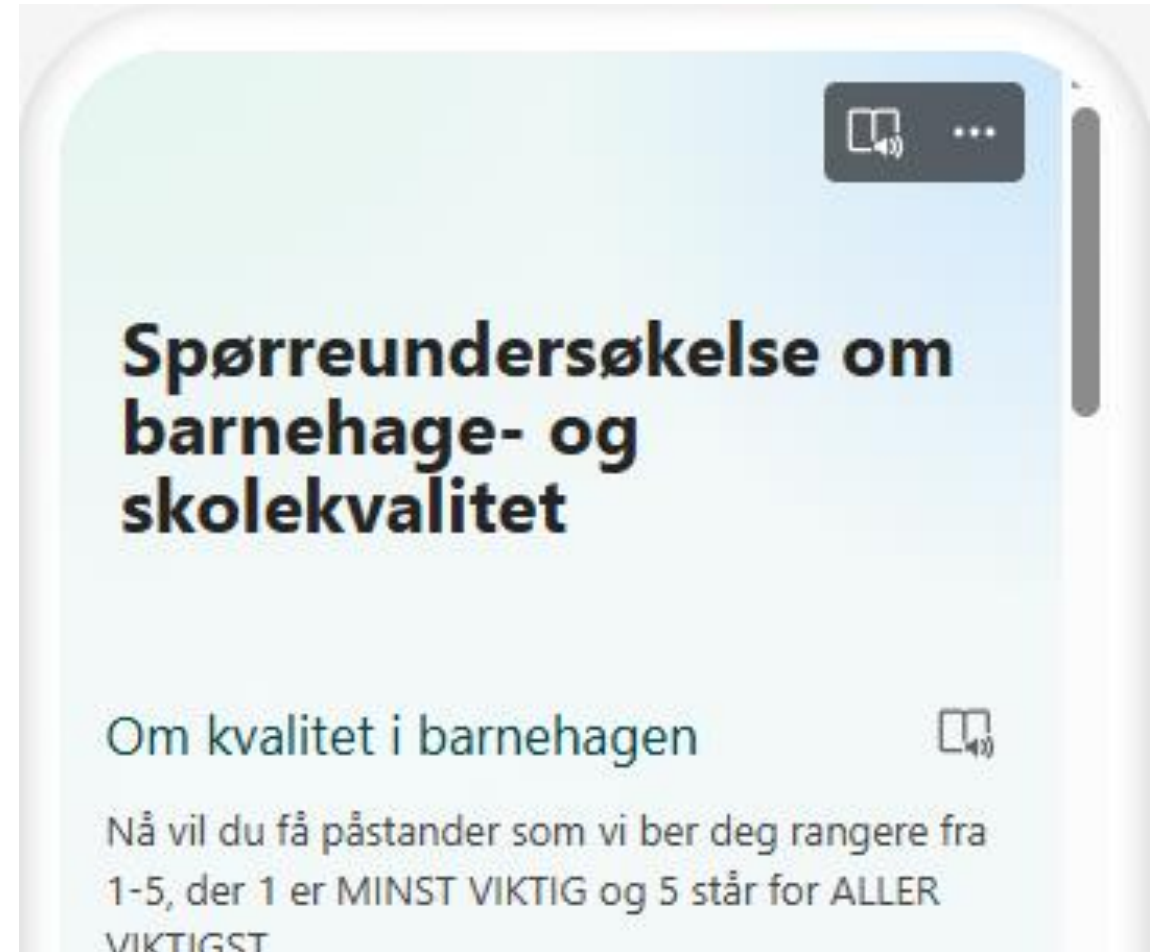 Spørreundersøkelse om
barnehage- og
skolekvalitet
Om kvalitet i barnehagen
Nå vil du få påstander som vi ber deg rangere fra
1-5, der 1 er MINST VIKTIG og 5 står for ALLER
VIKTIGST